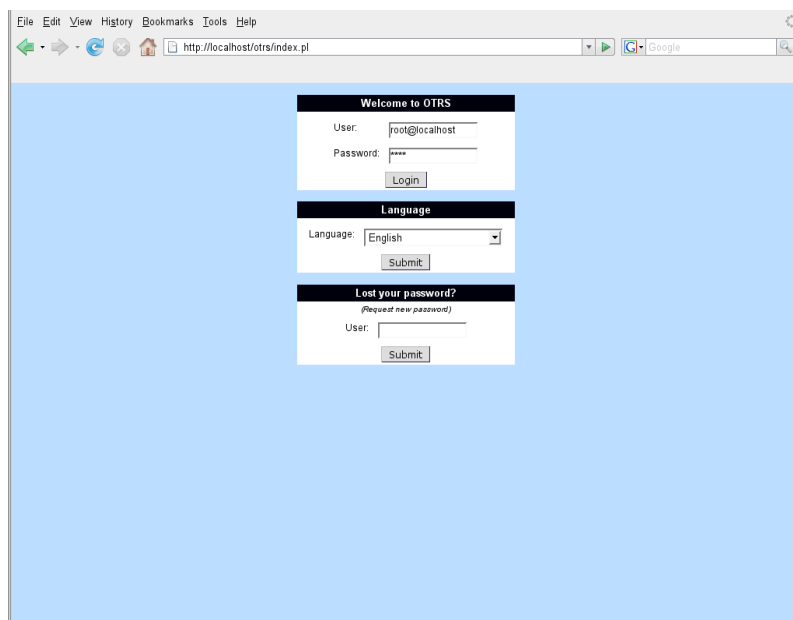 File Edit View History Bookmarks Tools Help
http://localhost/otrs/index.pl G Google
Welcome to OTRS
User: root@localhost
Password: ****
Login
Language
Language: English
Submit
Lost your password?
(Request new password)
User:
Submit